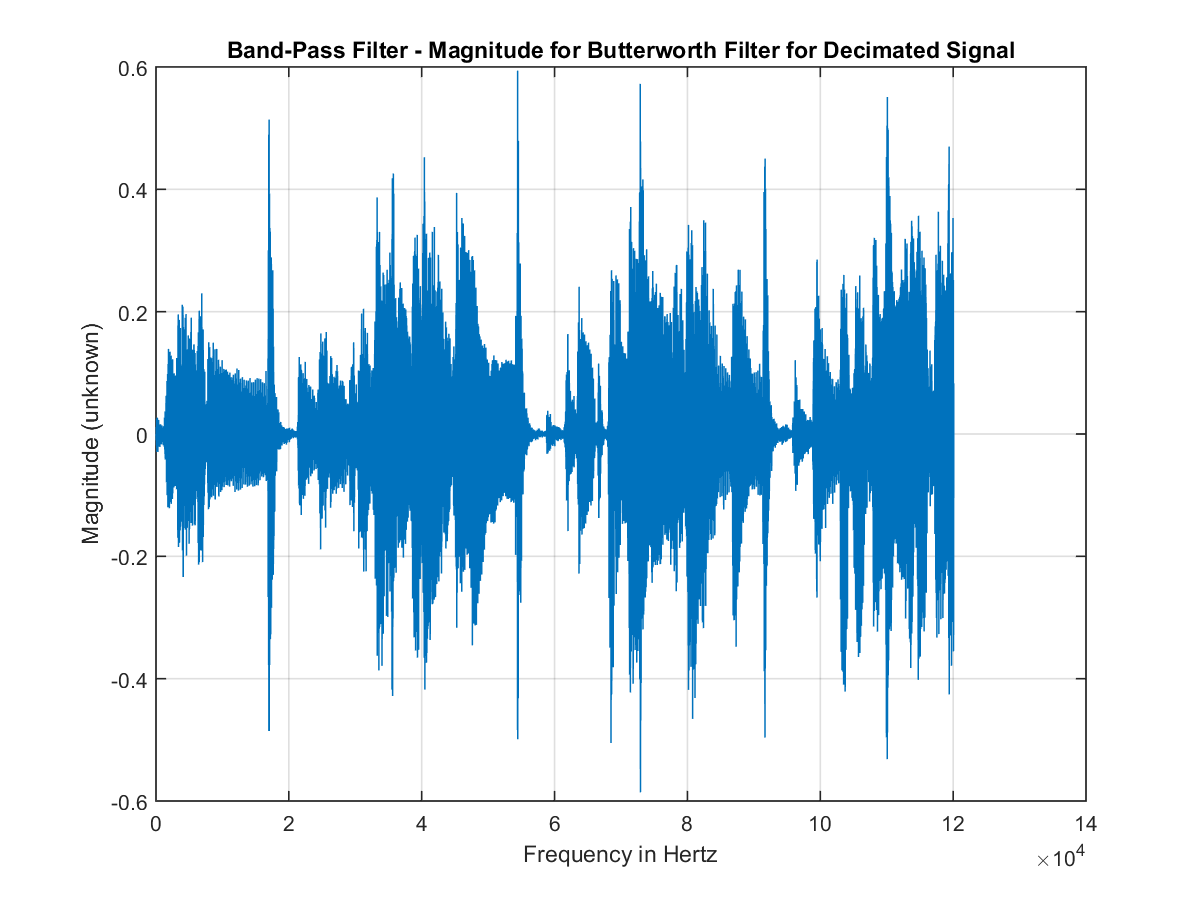 Band-Pass Filter - Magnitude for Butterworth Filter for Decimated Signal
0.6
0.4
0.2
0
-0.2
-0.4
-0.6
Magnitude (unknown)
0 2 4 6 8 10 12 14
Frequency in Hertz
×10^4